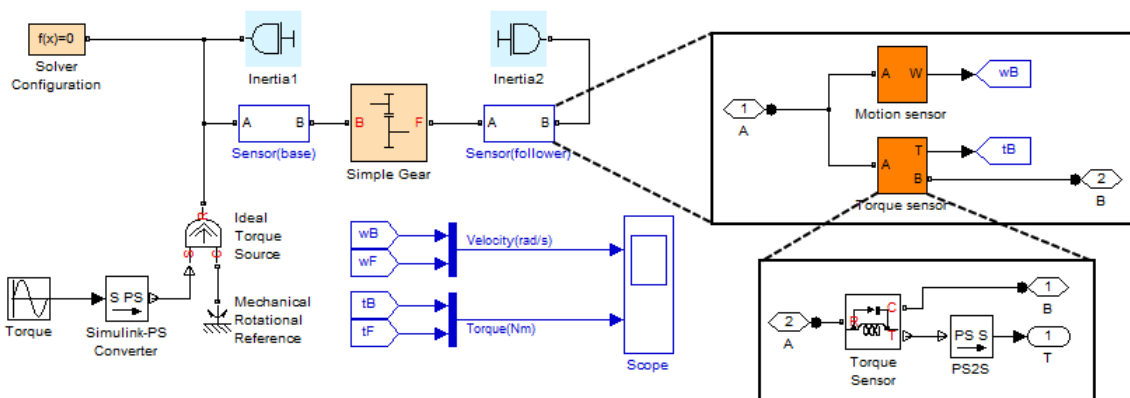 f(x)=0
Solver
Configuration
Inertia1
Inertia2
A B
Sensor(base)
B F
Simple Gear
A B
Sensor(follower)
1
A
A W
Motion sensor
wB
A T
B
Torque sensor
tB
2
B
R
S
C
Ideal
Torque
Source
Torque
S PS
Simulink-PS
Converter
Mechanical
Rotational
Reference
wB
wF
Velocity(rad/s)
tB
tF
Torque(Nm)
Scope
2
A
R
C
T
Torque
Sensor
PS S
PS2S
1
B
1
T